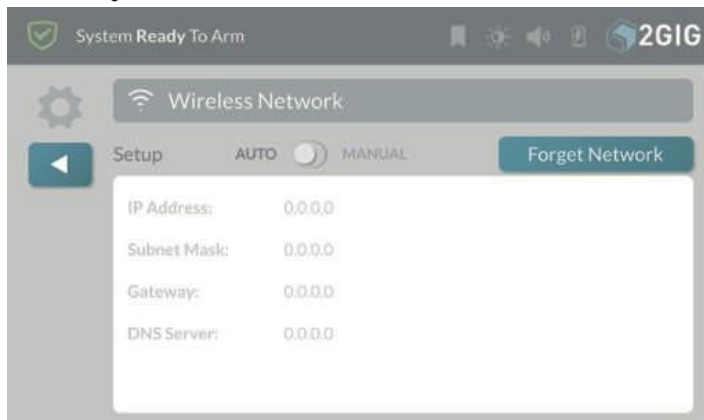 System Ready To Arm
2GIG
Wireless Network
Setup AUTO MANUAL Forget Network
IP Address: 0.0.0.0
Subnet Mask: 0.0.0.0
Gateway: 0.0.0.0
DNS Server: 0.0.0.0